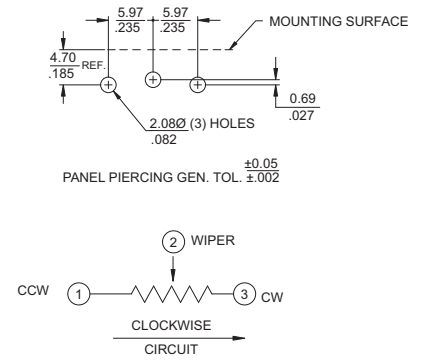 5.97 5.97
.235 .235
MOUNTING SURFACE
4.70 REF.
.185
0.69
.027
2.08Ø (3) HOLES
.082
±0.05
PANEL PIERCING GEN. TOL. ±.002
2 WIPER
CCW 1 3 CW
CLOCKWISE
CIRCUIT